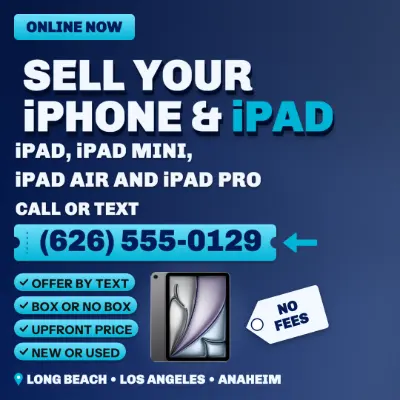 ONLINE NOW
SELL YOUR
iPHONE & iPAD
iPAD, iPAD MINI,
iPAD AIR AND iPAD PRO
CALL OR TEXT
(626) 555-0129
OFFER BY TEXT
BOX OR NO BOX
UPFRONT PRICE
NEW OR USED
NO
FEES
LONG BEACH • LOS ANGELES • ANAHEIM